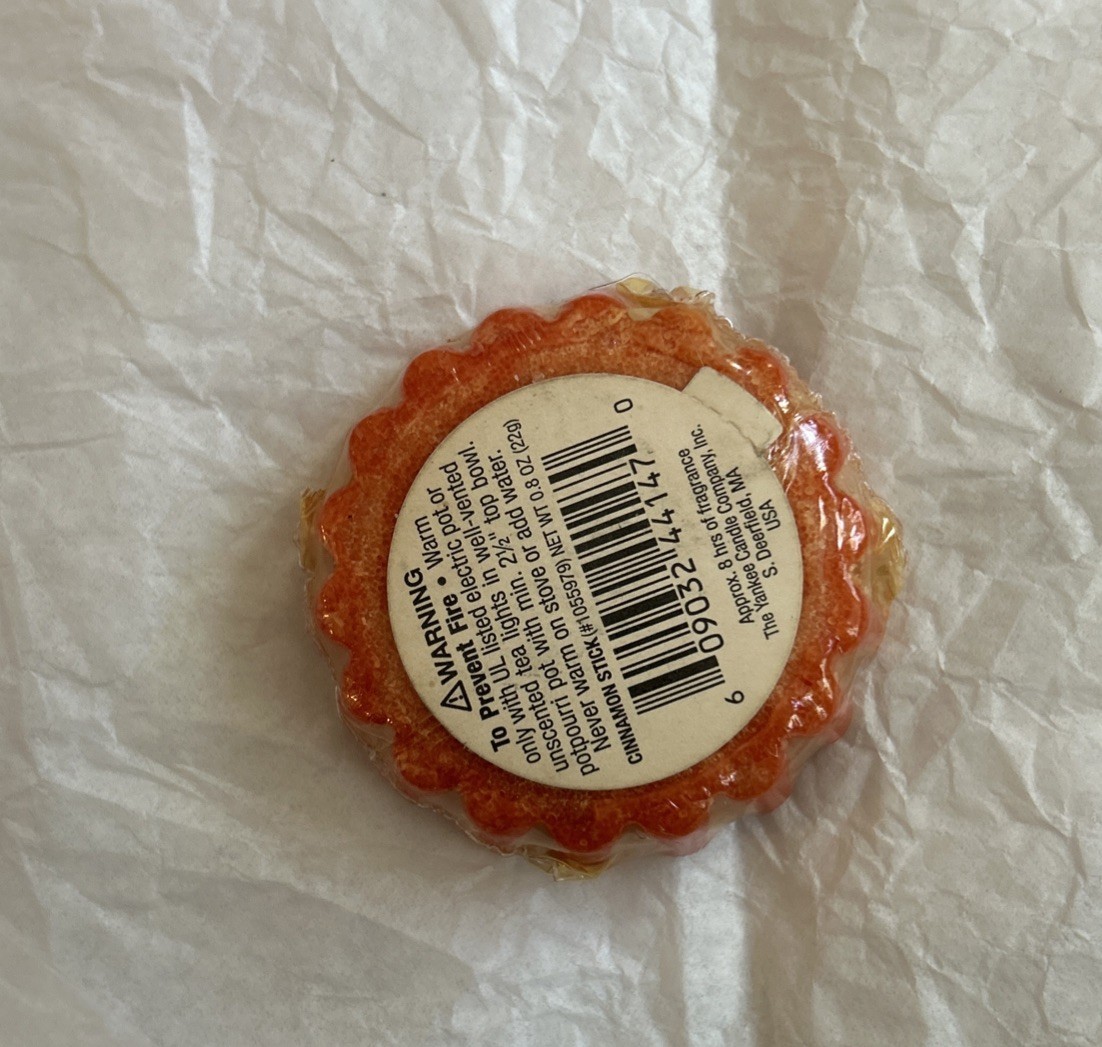 ⚠WARNING
To Prevent Fire • Warm
only with UL listed electric pot or
unscented tea lights in well-vented
potpourri pot with min. 2½" top bowl.
Never warm on stove or add water.
CINNAMON STICK (#1055979) NET WT 0.8 OZ (22g)
6 09032 44147 0
Approx. 8 hrs of fragrance
The Yankee Candle Company, Inc.
S. Deerfield, MA
USA